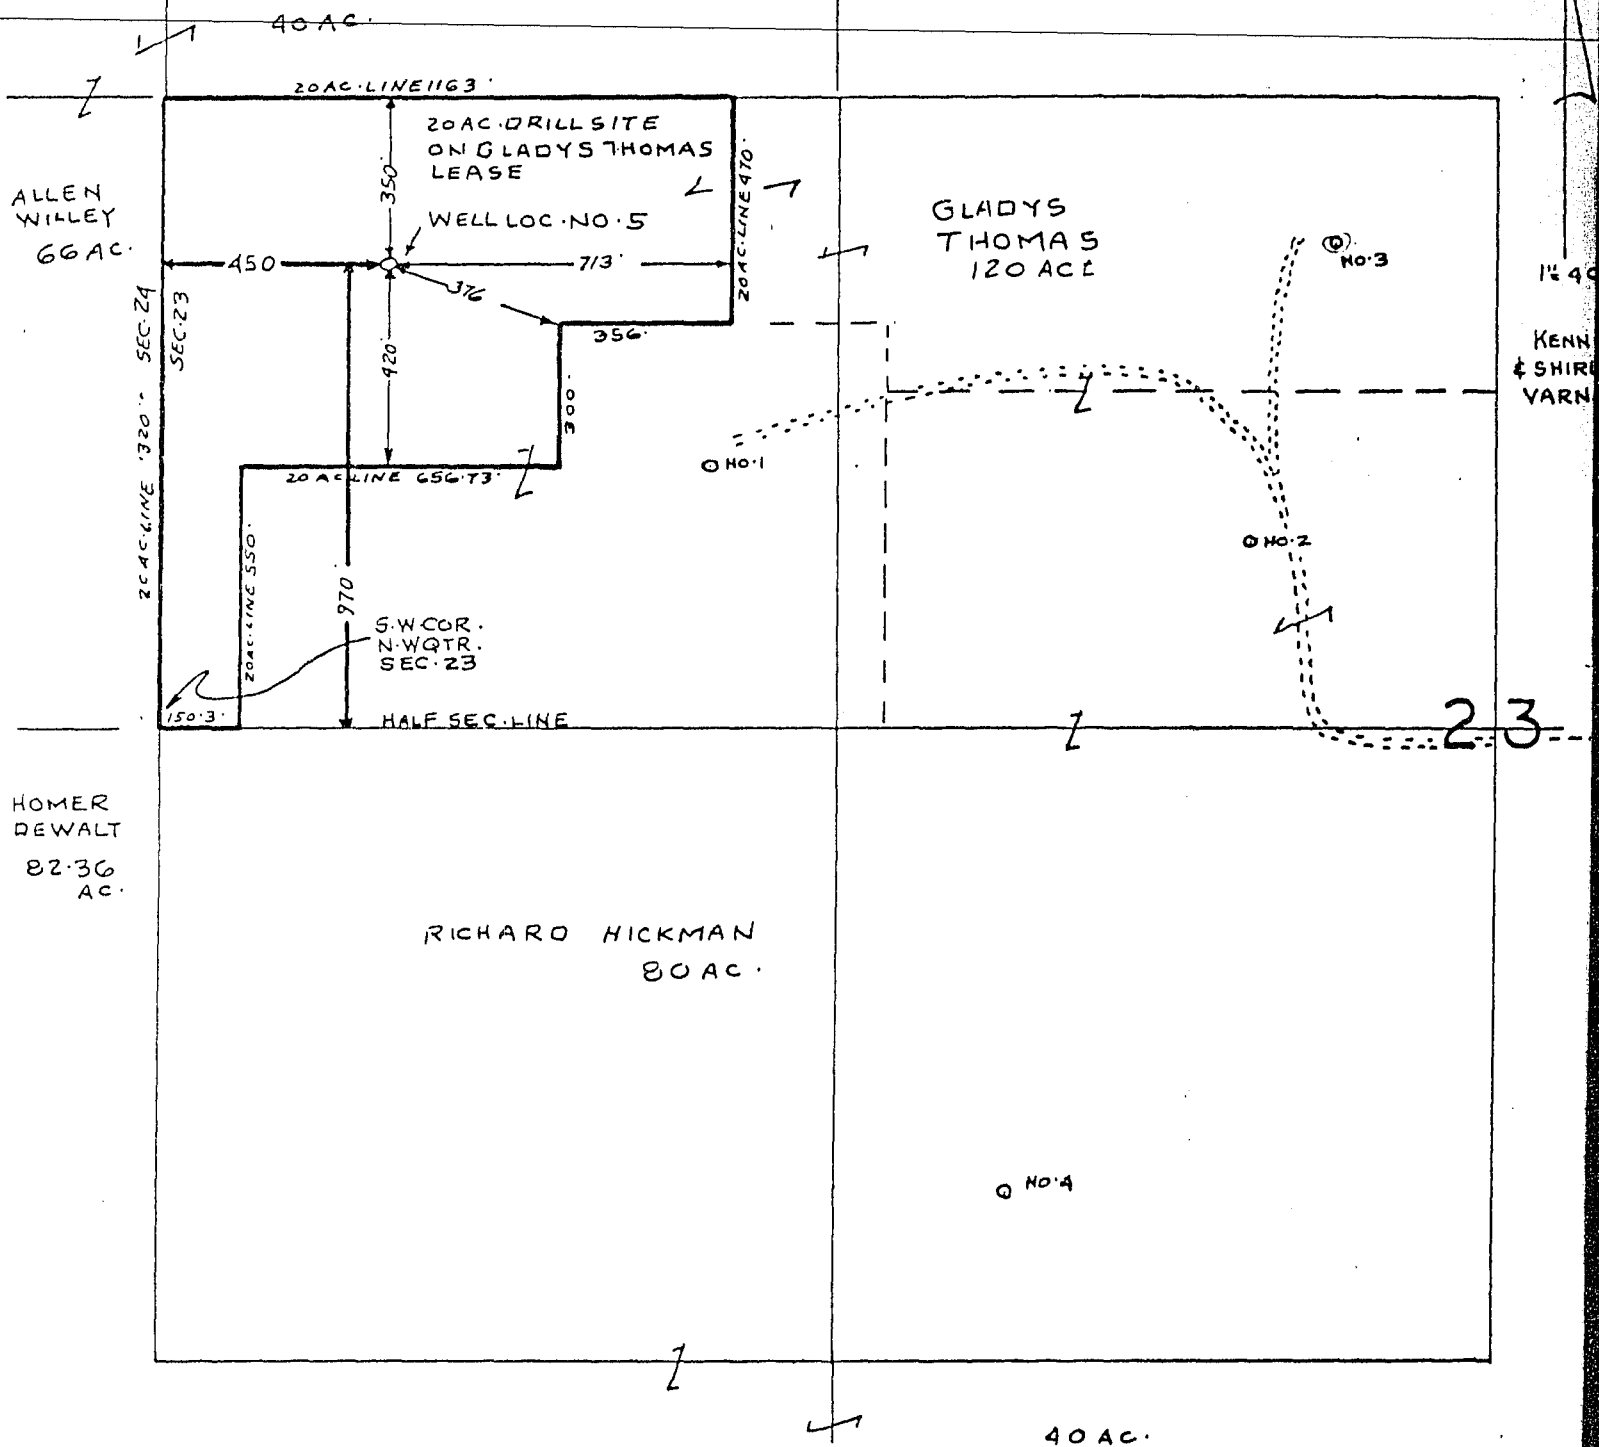 40 AC.
20 AC. LINE 1163'
20 AC. DRILL SITE
ON GLADYS THOMAS
LEASE
350'
20 AC. LINE 470'
ALLEN
WILLEY
66 AC.
WELL LOC. NO. 5
GLADYS
THOMAS
120 AC ±
NO. 3
450
713'
376
SEC. 24
SEC. 23
356'
420'
300'
KENN
& SHIR
VARN
NO. 1
20 AC LINE 656.73'
20 AC. LINE 1320'
NO. 2
20 AC. LINE 550'
970'
S.W. COR.
N.W QTR.
SEC. 23
150.3'
HALF SEC. LINE
23
HOMER
DEWALT
82.36
AC.
RICHARD HICKMAN
80 AC.
NO. 4
40 AC.